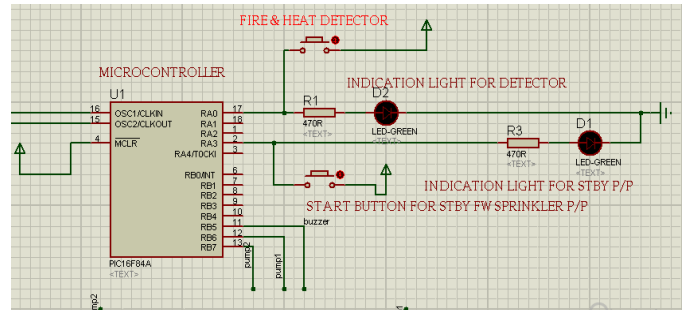 FIRE & HEAT DETECTOR
MICROCONTROLLER
U1
INDICATION LIGHT FOR DETECTOR
D2
R1
16 OSC1/CLKIN RA0 17
15 OSC2/CLKOUT RA1 18
RA2 1
4 MCLR RA3 2
RA4/T0CKI 3
RB0/INT 6
RB1 7
RB2 8
RB3 9
RB4 10
RB5 11
RB6 12
RB7 13
470R
<TEXT>
LED-GREEN
<TEXT>
R3
D1
470R
<TEXT>
LED-GREEN
<TEXT>
INDICATION LIGHT FOR STBY P/P
START BUTTON FOR STBY FW SPRINKLER P/P
buzzer
pump2
pump1
PIC16F84A
<TEXT>
mp2